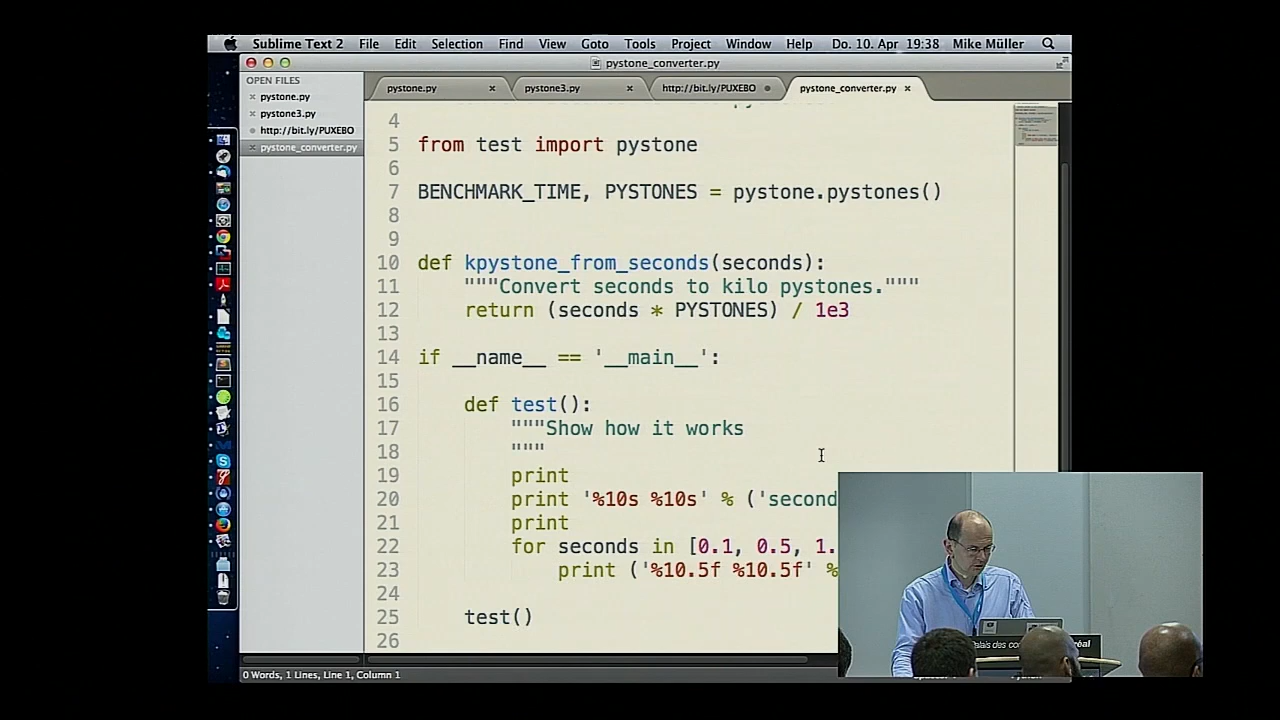 Sublime Text 2 File Edit Selection Find View Goto Tools Project Window Help Do. 10. Apr 19:38 Mike Müller
pystone_converter.py
OPEN FILES
pystone.py
pystone3.py
http://bit.ly/PUXEBO
pystone_converter.py
pystone.py pystone3.py http://bit.ly/PUXEBO pystone_converter.py
4
5 from test import pystone
6
7 BENCHMARK_TIME, PYSTONES = pystone.pystones()
8
9
10 def kpystone_from_seconds(seconds):
11 """Convert seconds to kilo pystones."""
12 return (seconds * PYSTONES) / 1e3
13
14 if __name__ == '__main__':
15
16 def test():
17 """Show how it works
18 """
19 print
20 print '%10s %10s' % ('second
21 print
22 for seconds in [0.1, 0.5, 1.
23 print ('%10.5f %10.5f' %
24
25 test()
26
0 Words, 1 Lines, Line 1, Column 1
alais des co
réal